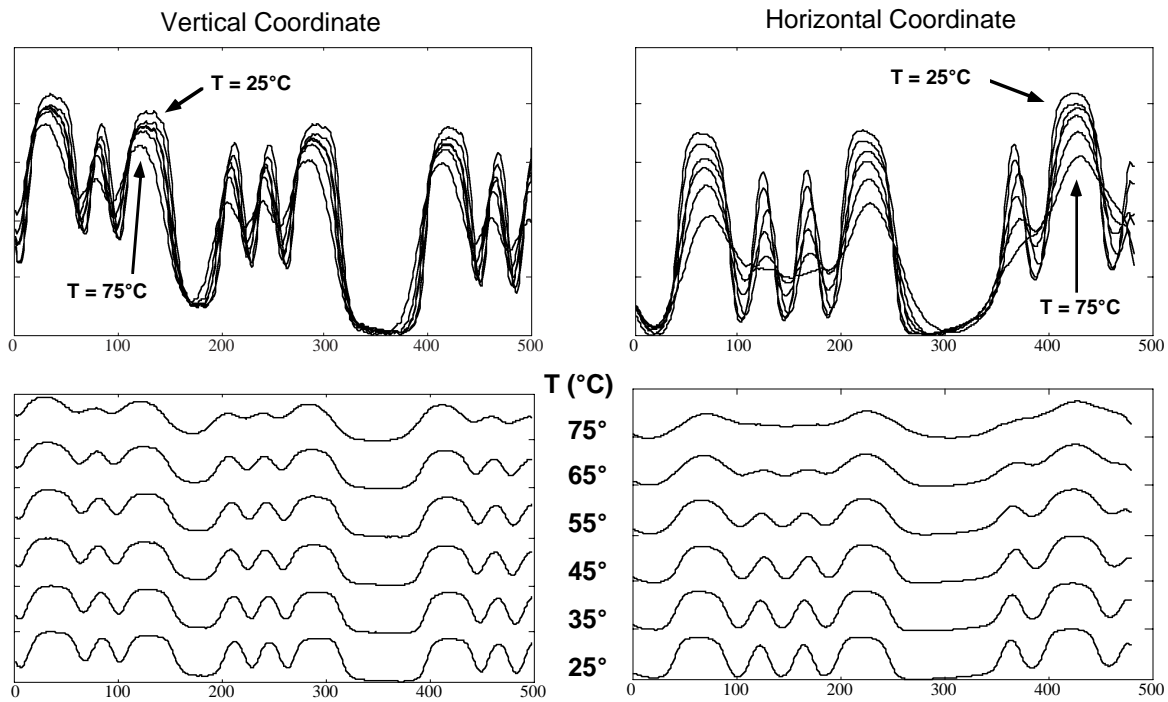 Vertical Coordinate
Horizontal Coordinate
T = 25°C
T = 75°C
0 100 200 300 400 500
T = 25°C
T = 75°C
0 100 200 300 400 500
T (°C)
75°
65°
55°
45°
35°
25°
0 100 200 300 400 500
0 100 200 300 400 500